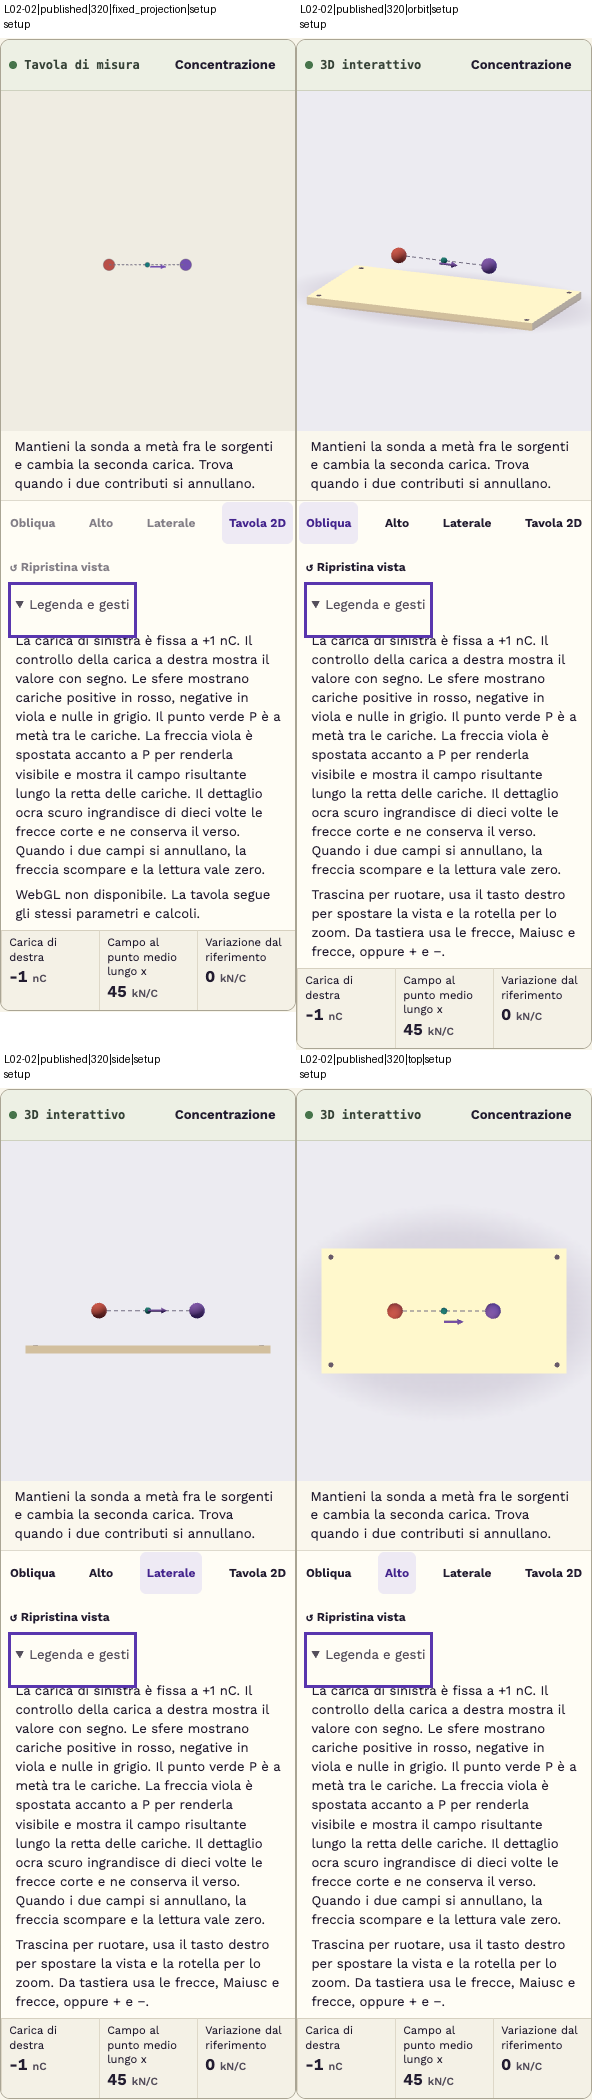 L02-02|published|320|fixed_projection|setup
setup
Tavola di misura
Concentrazione
Mantieni la sonda a metà fra le sorgenti
e cambia la seconda carica. Trova
quando i due contributi si annullano.
Obliqua Alto Laterale Tavola 2D
↺ Ripristina vista
▼ Legenda e gesti
La carica di sinistra è fissa a +1 nC. Il
controllo della carica a destra mostra il
valore con segno. Le sfere mostrano
cariche positive in rosso, negative in
viola e nulle in grigio. Il punto verde P è a
metà tra le cariche. La freccia viola è
spostata accanto a P per renderla
visibile e mostra il campo risultante
lungo la retta delle cariche. Il dettaglio
ocra scuro ingrandisce di dieci volte le
frecce corte e ne conserva il verso.
Quando i due campi si annullano, la
freccia scompare e la lettura vale zero.
WebGL non disponibile. La tavola segue
gli stessi parametri e calcoli.
Carica di
destra
-1 nC
Campo al
punto medio
lungo x
45 kN/C
Variazione dal
riferimento
0 kN/C
L02-02|published|320|orbit|setup
setup
3D interattivo
Concentrazione
Mantieni la sonda a metà fra le sorgenti
e cambia la seconda carica. Trova
quando i due contributi si annullano.
Obliqua Alto Laterale Tavola 2D
↺ Ripristina vista
▼ Legenda e gesti
La carica di sinistra è fissa a +1 nC. Il
controllo della carica a destra mostra il
valore con segno. Le sfere mostrano
cariche positive in rosso, negative in
viola e nulle in grigio. Il punto verde P è a
metà tra le cariche. La freccia viola è
spostata accanto a P per renderla
visibile e mostra il campo risultante
lungo la retta delle cariche. Il dettaglio
ocra scuro ingrandisce di dieci volte le
frecce corte e ne conserva il verso.
Quando i due campi si annullano, la
freccia scompare e la lettura vale zero.
Trascina per ruotare, usa il tasto destro
per spostare la vista e la rotella per lo
zoom. Da tastiera usa le frecce, Maiusc e
frecce, oppure + e −.
Carica di
destra
-1 nC
Campo al
punto medio
lungo x
45 kN/C
Variazione dal
riferimento
0 kN/C
L02-02|published|320|side|setup
setup
3D interattivo
Concentrazione
Mantieni la sonda a metà fra le sorgenti
e cambia la seconda carica. Trova
quando i due contributi si annullano.
Obliqua Alto Laterale Tavola 2D
↺ Ripristina vista
▼ Legenda e gesti
La carica di sinistra è fissa a +1 nC. Il
controllo della carica a destra mostra il
valore con segno. Le sfere mostrano
cariche positive in rosso, negative in
viola e nulle in grigio. Il punto verde P è a
metà tra le cariche. La freccia viola è
spostata accanto a P per renderla
visibile e mostra il campo risultante
lungo la retta delle cariche. Il dettaglio
ocra scuro ingrandisce di dieci volte le
frecce corte e ne conserva il verso.
Quando i due campi si annullano, la
freccia scompare e la lettura vale zero.
Trascina per ruotare, usa il tasto destro
per spostare la vista e la rotella per lo
zoom. Da tastiera usa le frecce, Maiusc e
frecce, oppure + e −.
Carica di
destra
-1 nC
Campo al
punto medio
lungo x
45 kN/C
Variazione dal
riferimento
0 kN/C
L02-02|published|320|top|setup
setup
3D interattivo
Concentrazione
Mantieni la sonda a metà fra le sorgenti
e cambia la seconda carica. Trova
quando i due contributi si annullano.
Obliqua Alto Laterale Tavola 2D
↺ Ripristina vista
▼ Legenda e gesti
La carica di sinistra è fissa a +1 nC. Il
controllo della carica a destra mostra il
valore con segno. Le sfere mostrano
cariche positive in rosso, negative in
viola e nulle in grigio. Il punto verde P è a
metà tra le cariche. La freccia viola è
spostata accanto a P per renderla
visibile e mostra il campo risultante
lungo la retta delle cariche. Il dettaglio
ocra scuro ingrandisce di dieci volte le
frecce corte e ne conserva il verso.
Quando i due campi si annullano, la
freccia scompare e la lettura vale zero.
Trascina per ruotare, usa il tasto destro
per spostare la vista e la rotella per lo
zoom. Da tastiera usa le frecce, Maiusc e
frecce, oppure + e −.
Carica di
destra
-1 nC
Campo al
punto medio
lungo x
45 kN/C
Variazione dal
riferimento
0 kN/C